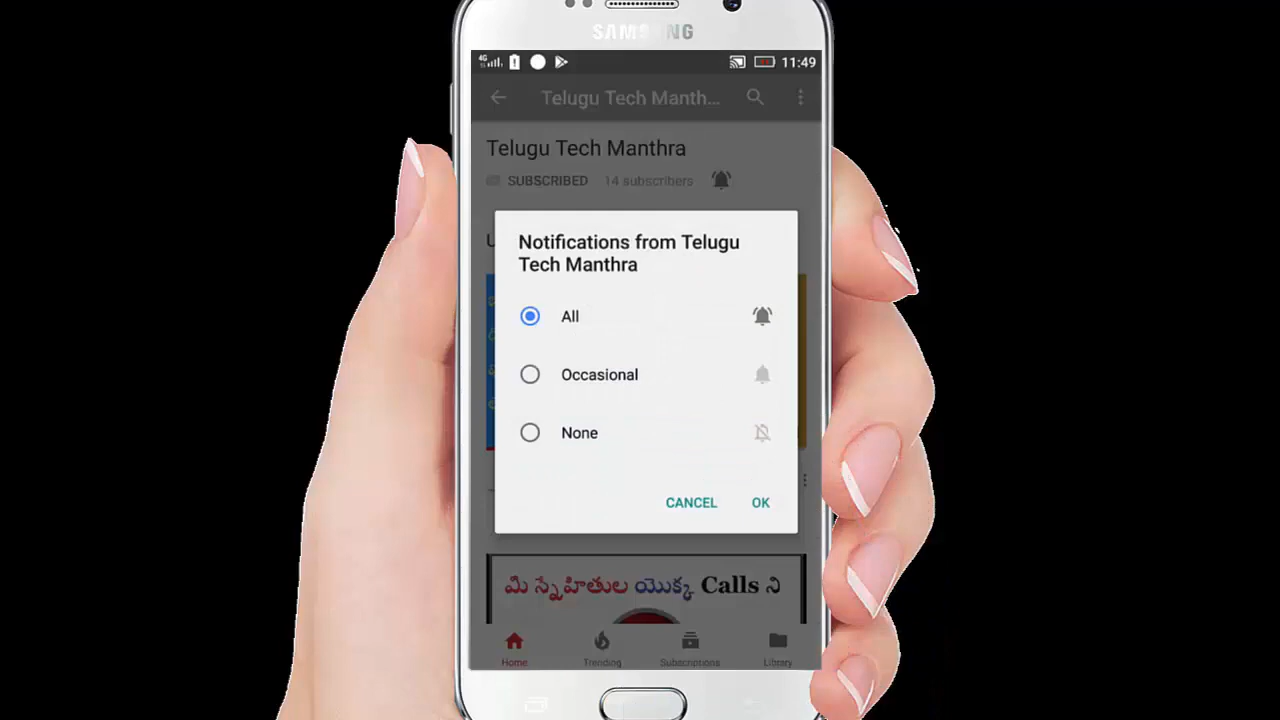 SAMSUNG
4G 11:49
Telugu Tech Manth...
Telugu Tech Manthra
SUBSCRIBED 14 subscribers
Notifications from Telugu
Tech Manthra
All
Occasional
None
CANCEL OK
మి స్నేహితుల యొక్క Calls ని
Home Trending Subscriptions Library